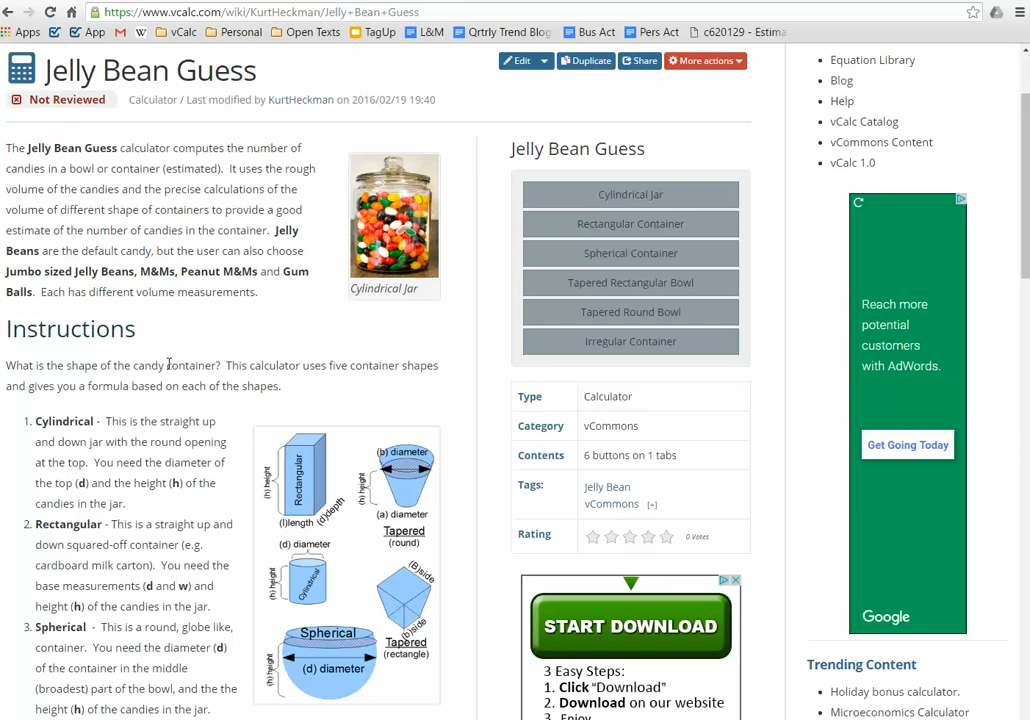 https://www.vcalc.com/wiki/KurtHeckman/Jelly+Bean+Guess
Apps
App
vCalc
Personal
Open Texts
TagUp
L&M
Qrtrly Trend Blog
Bus Act
Pers Act
c620129 - Estima
Jelly Bean Guess
Edit
Duplicate
Share
More actions
Not Reviewed
Calculator / Last modified by KurtHeckman on 2016/02/19 19:40
The Jelly Bean Guess calculator computes the number of
candies in a bowl or container (estimated). It uses the rough
volume of the candies and the precise calculations of the
volume of different shape of containers to provide a good
estimate of the number of candies in the container. Jelly
Beans are the default candy, but the user can also choose
Jumbo sized Jelly Beans, M&Ms, Peanut M&Ms and Gum
Balls. Each has different volume measurements.
Cylindrical Jar
Instructions
What is the shape of the candy container? This calculator uses five container shapes
and gives you a formula based on each of the shapes.
1. Cylindrical - This is the straight up
and down jar with the round opening
at the top. You need the diameter of
the top (d) and the height (h) of the
candies in the jar.
2. Rectangular - This is a straight up and
down squared-off container (e.g.
cardboard milk carton). You need the
base measurements (d and w) and
height (h) of the candies in the jar.
3. Spherical - This is a round, globe like,
container. You need the diameter (d)
of the container in the middle
(broadest) part of the bowl, and the the
height (h) of the candies in the jar.
(h) height
Rectangular
(l)length
(d)depth
(b) diameter
(h) height
(a) diameter
Tapered
(round)
(d) diameter
(h) height
Cylindrical
(B)side
(b)side
Tapered
(rectangle)
Spherical
(d) diameter
(h) height
Jelly Bean Guess
Cylindrical Jar
Rectangular Container
Spherical Container
Tapered Rectangular Bowl
Tapered Round Bowl
Irregular Container
Type
Calculator
Category
vCommons
Contents
6 buttons on 1 tabs
Tags:
Jelly Bean
vCommons [+]
Rating
0 Votes
START DOWNLOAD
3 Easy Steps:
1. Click "Download"
2. Download on our website
3. Enjoy
Equation Library
Blog
Help
vCalc Catalog
vCommons Content
vCalc 1.0
Reach more
potential
customers
with AdWords.
Get Going Today
Google
Trending Content
Holiday bonus calculator.
Microeconomics Calculator